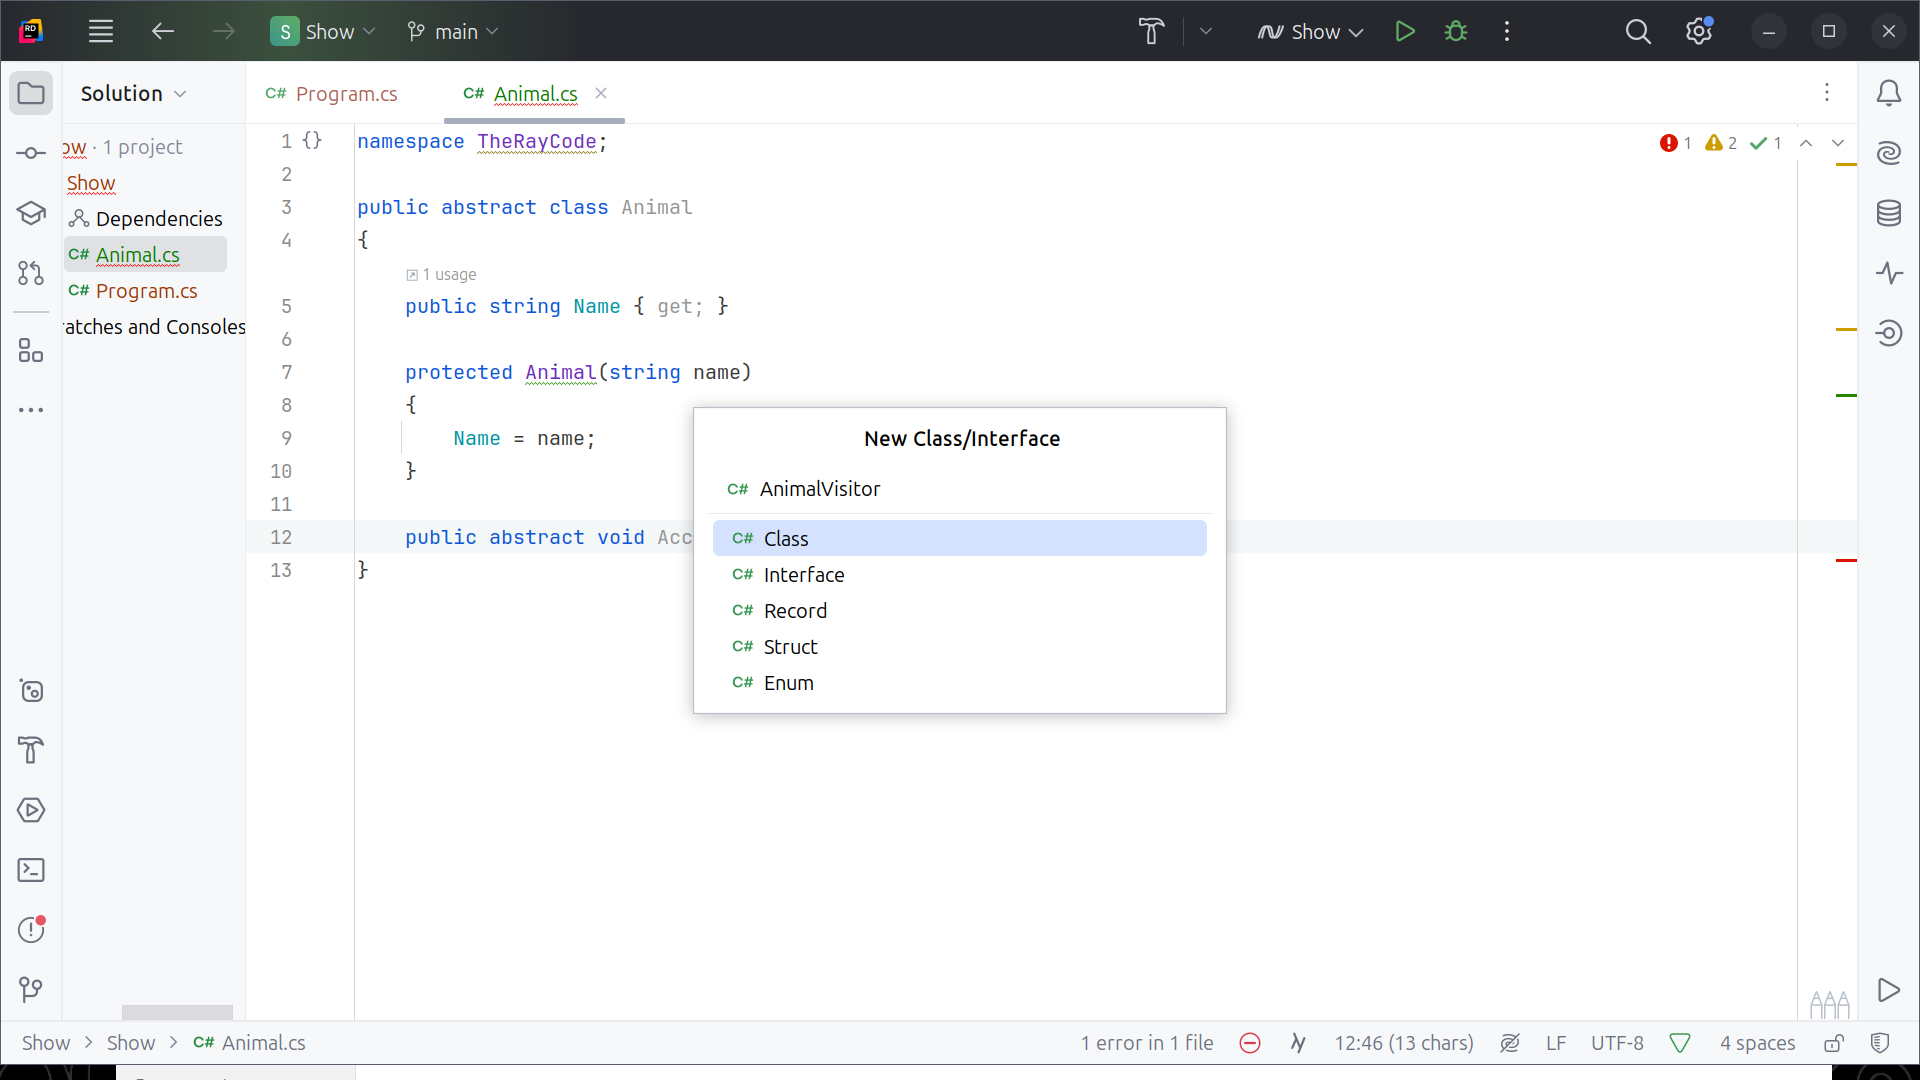 S Show main Show
Solution
C# Program.cs C# Animal.cs
ow · 1 project
Show
Dependencies
C# Animal.cs
C# Program.cs
ratches and Consoles
1 2 1
1 {} namespace TheRayCode;
2
3 public abstract class Animal
4 {
1 usage
5 public string Name { get; }
6
7 protected Animal(string name)
8 {
9 Name = name;
10 }
11
12 public abstract void Acc
13 }
New Class/Interface
C# AnimalVisitor
C# Class
C# Interface
C# Record
C# Struct
C# Enum
Show > Show > C# Animal.cs 1 error in 1 file 12:46 (13 chars) LF UTF-8 4 spaces